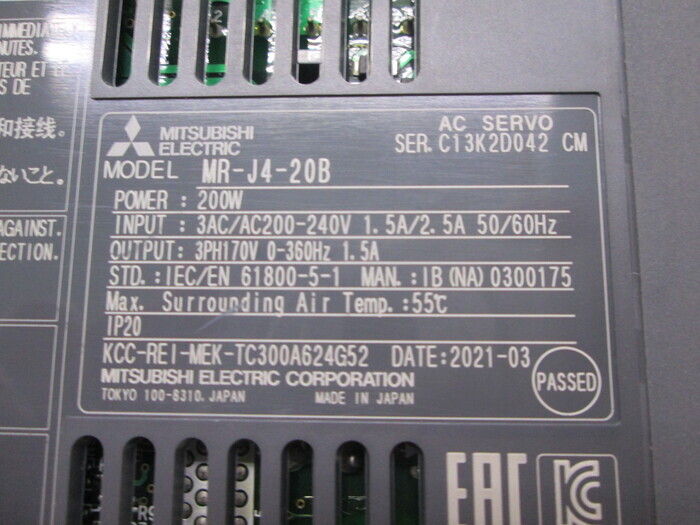 IMMEDIATE
NUTES.
TEUR ET L
S DE
和接线。
ないこと。
AGAINST.
ECTION.
MITSUBISHI
ELECTRIC
AC SERVO
SER. C13K2D042 CM
MODEL MR-J4-20B
POWER : 200W
INPUT : 3AC/AC200-240V 1.5A/2.5A 50/60Hz
OUTPUT: 3PH170V 0-360Hz 1.5A
STD.:IEC/EN 61800-5-1 MAN.:IB(NA)0300175
Max. Surrounding Air Temp.:55℃
IP20
KCC-REI-MEK-TC300A624G52 DATE:2021-03
MITSUBISHI ELECTRIC CORPORATION
TOKYO 100-8310, JAPAN MADE IN JAPAN
PASSED
EAC